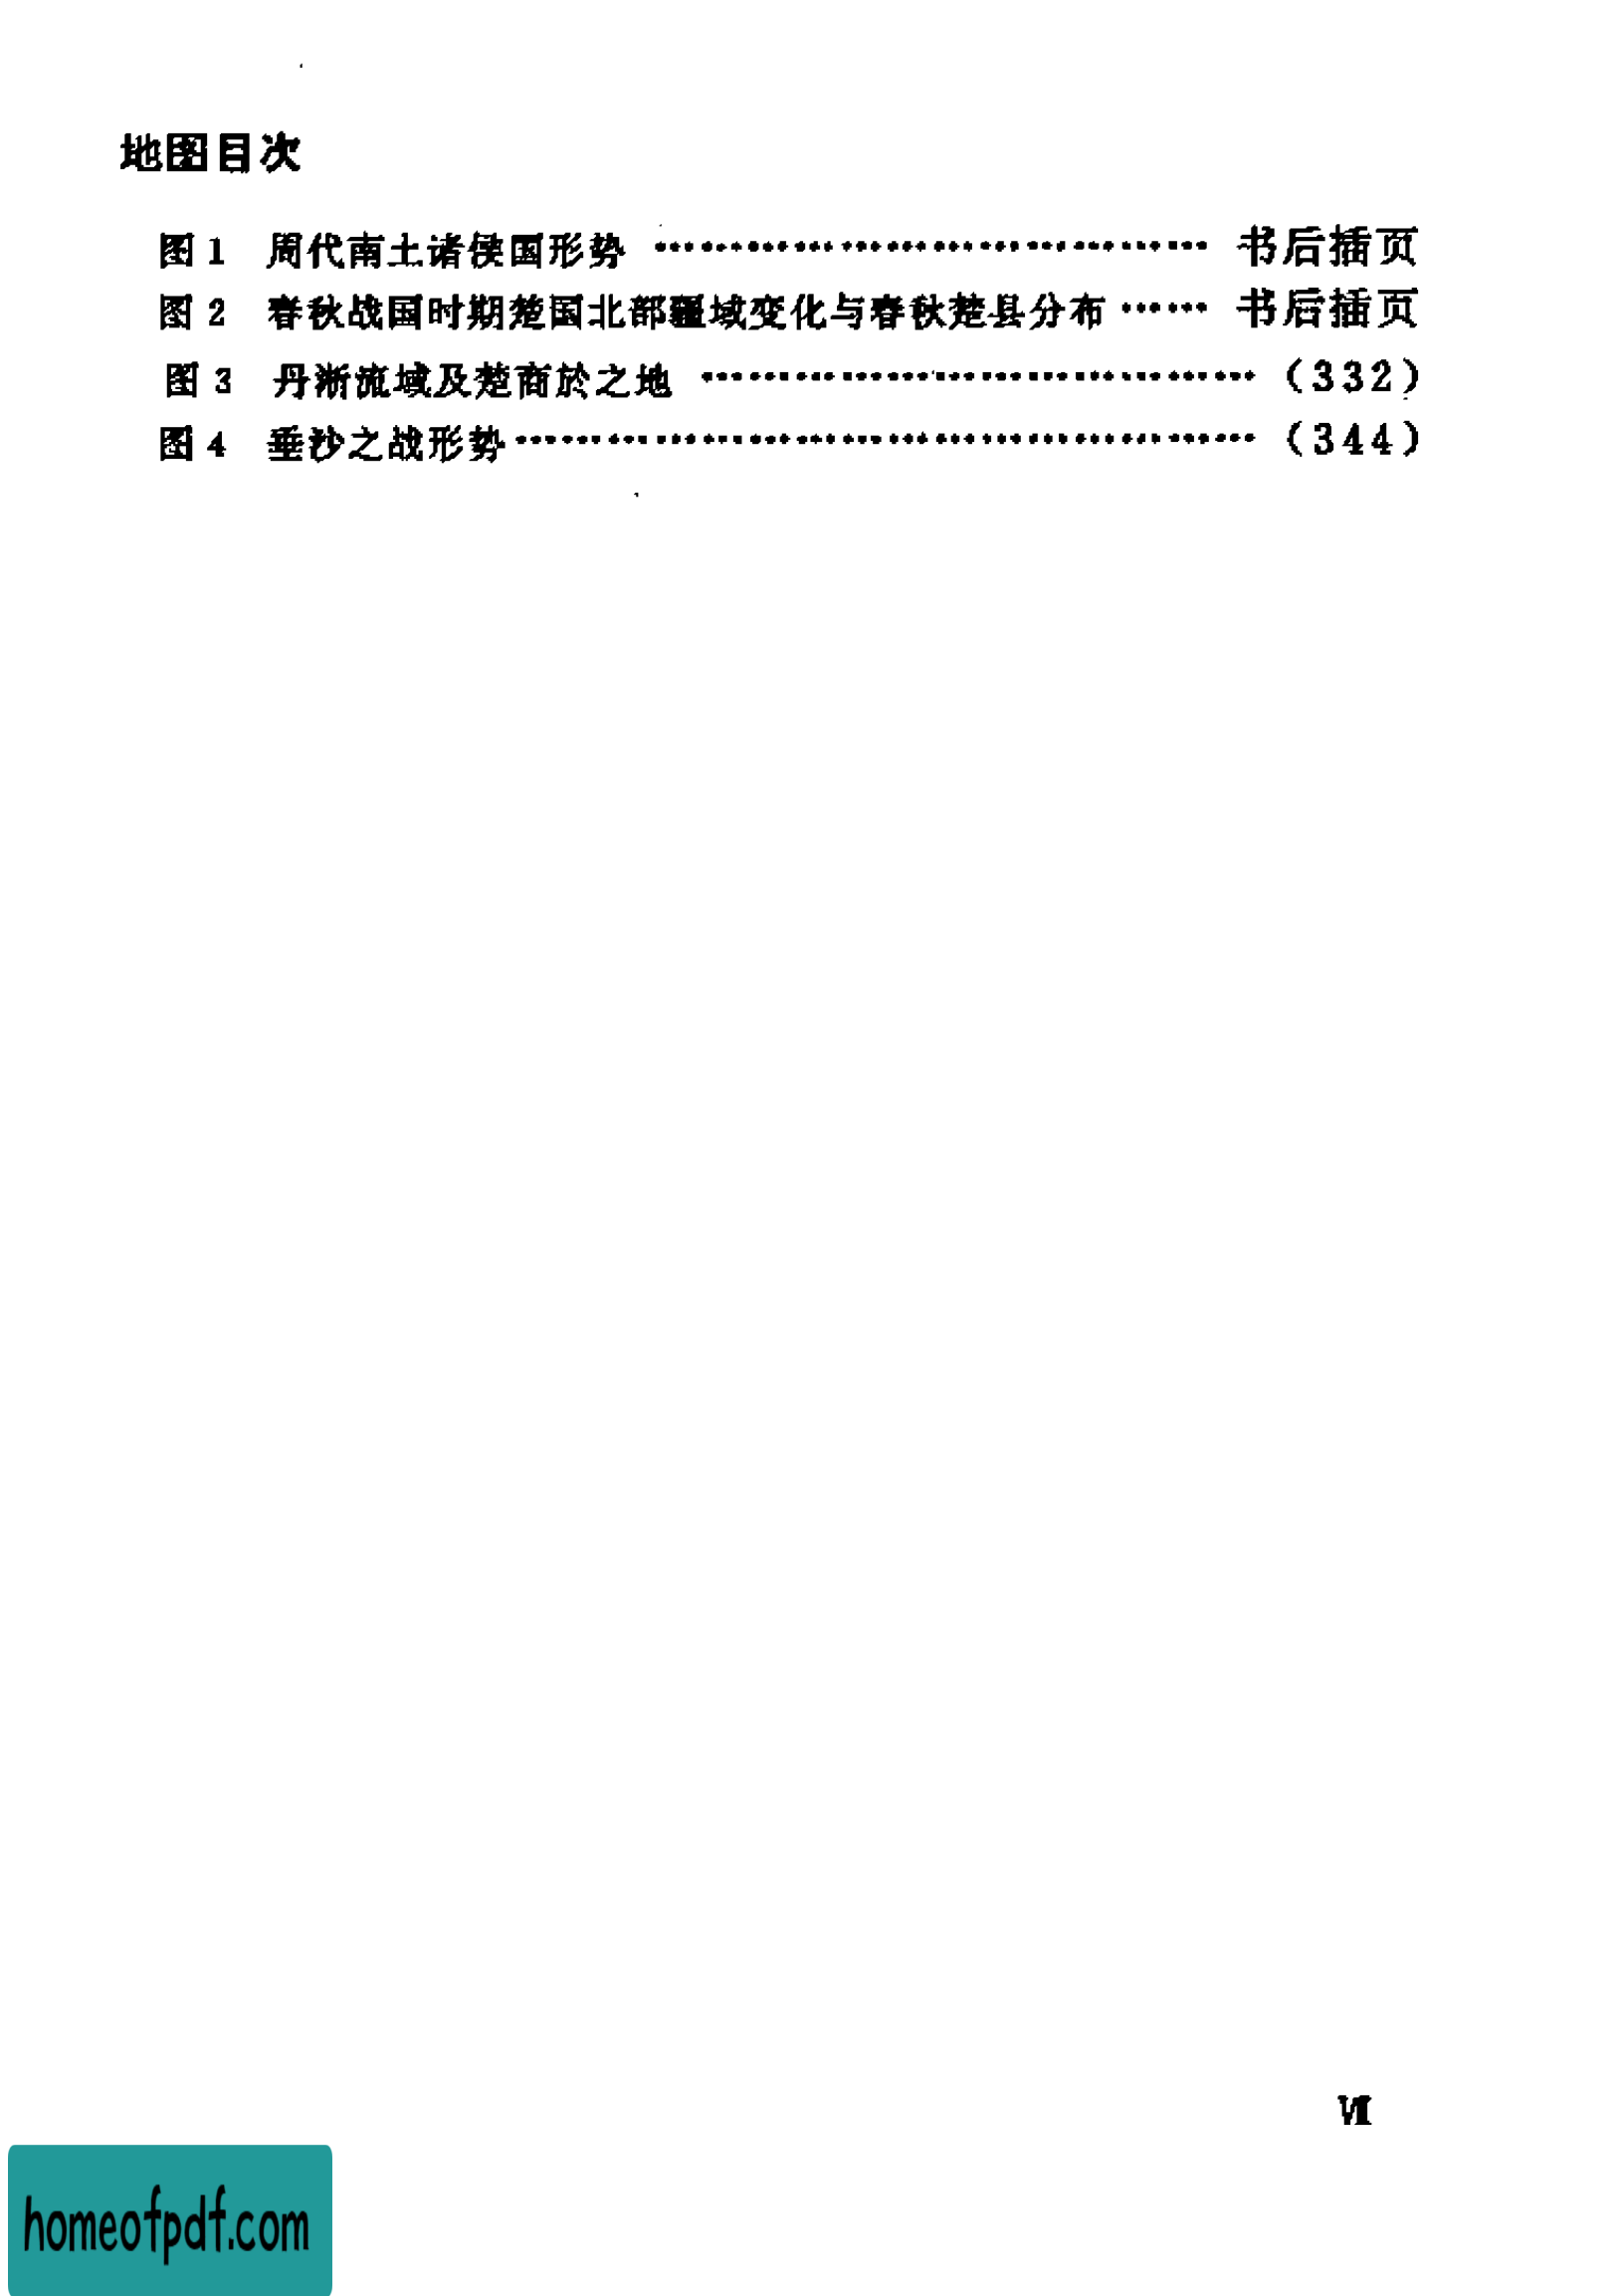 地图目次
图1 周代南土诸侯国形势 …………………………………… 书后插页
图2 春秋战国时期楚国北部疆域变化与春秋楚县分布 …… 书后插页
图3 丹淅流域及楚商於之地 …………………………………… (332)
图4 垂沙之战形势……………………………………………… (344)
homeofpdf.com